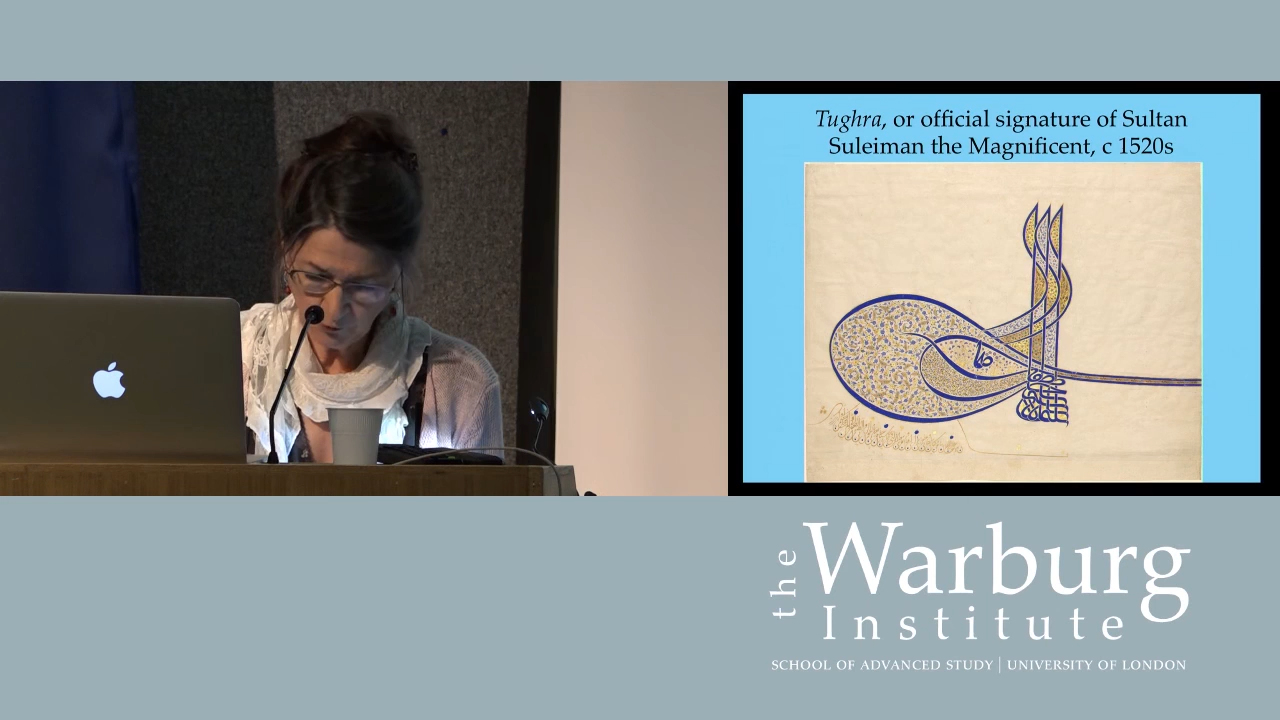 Tughra, or official signature of Sultan
Suleiman the Magnificent, c 1520s
the Warburg
Institute
SCHOOL OF ADVANCED STUDY | UNIVERSITY OF LONDON